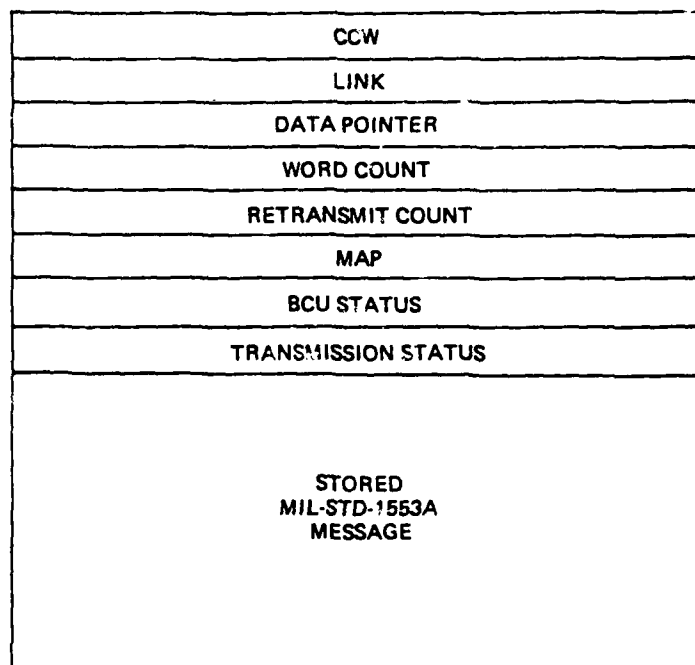 CCW
LINK
DATA POINTER
WORD COUNT
RETRANSMIT COUNT
MAP
BCU STATUS
TRANSMISSION STATUS
STORED
MIL-STD-1553A
MESSAGE